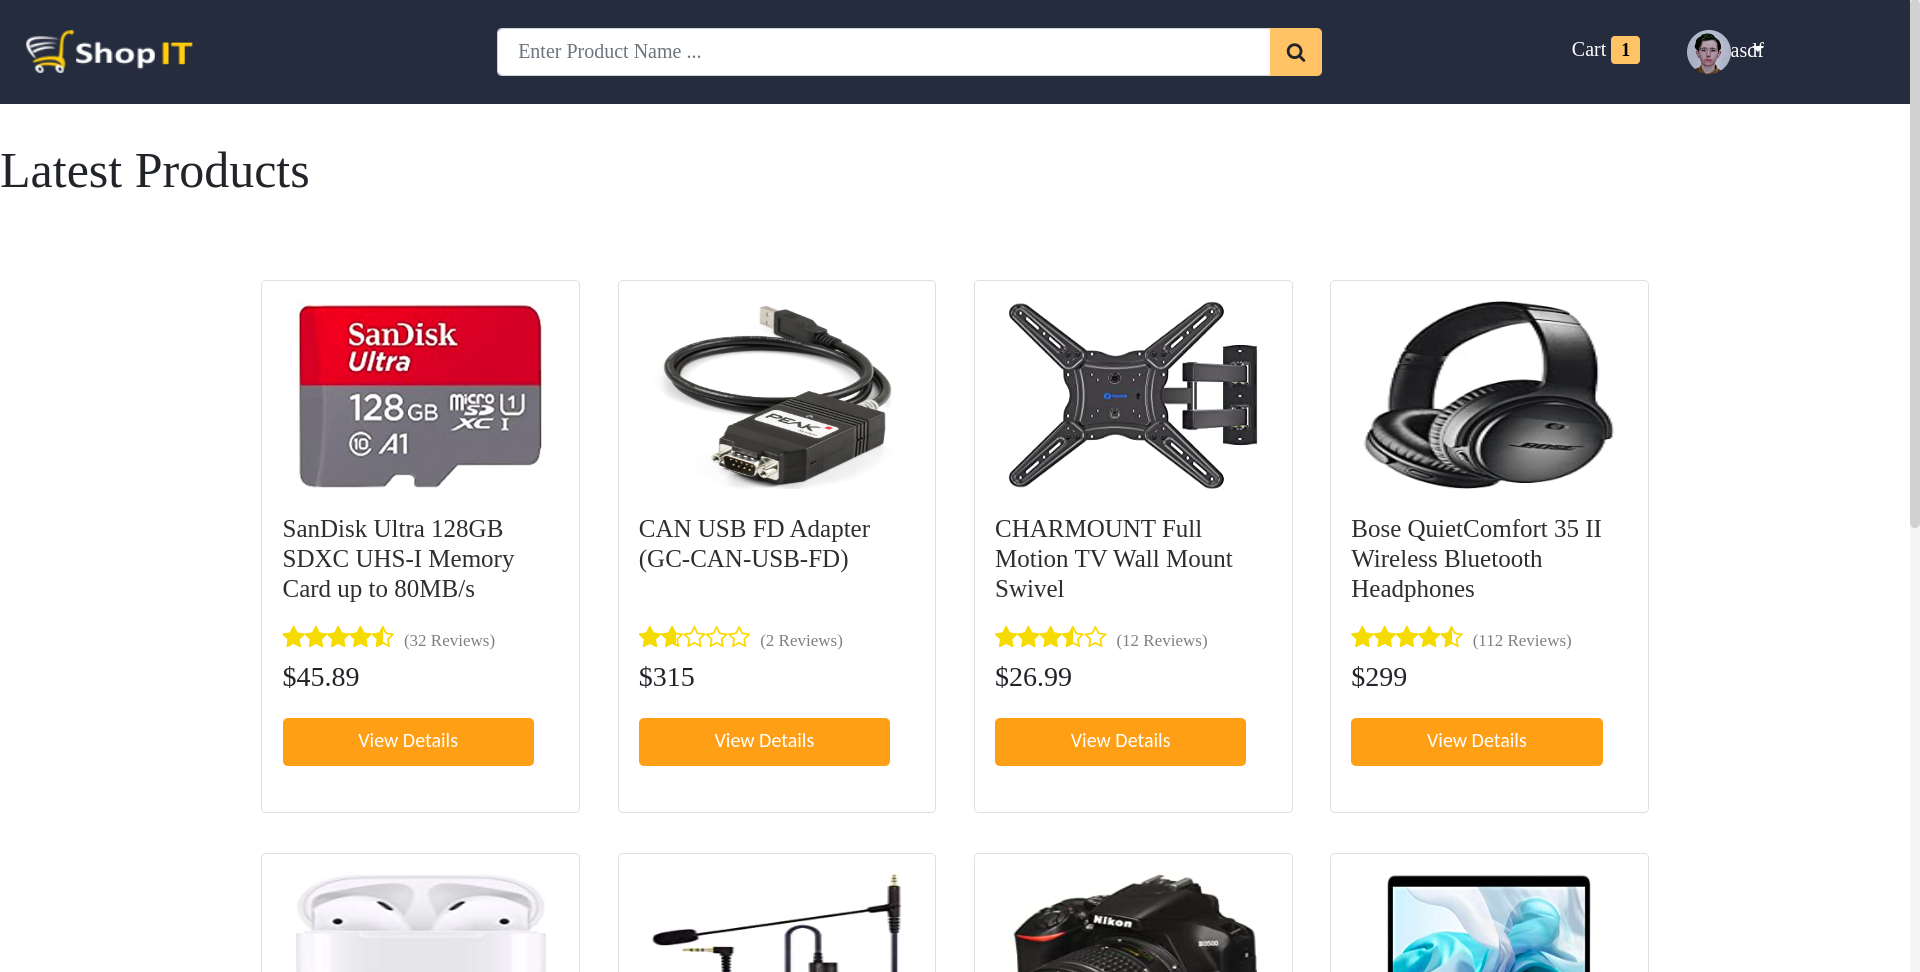 ShopIT
Enter Product Name ...
Cart 1
asdf
Latest Products
SanDisk
Ultra
128GB micro SD XC I U1
10 A1
PEAK
BOSE
SanDisk Ultra 128GB
SDXC UHS-I Memory
Card up to 80MB/s
(32 Reviews)
$45.89
View Details
CAN USB FD Adapter
(GC-CAN-USB-FD)
(2 Reviews)
$315
View Details
CHARMOUNT Full
Motion TV Wall Mount
Swivel
(12 Reviews)
$26.99
View Details
Bose QuietComfort 35 II
Wireless Bluetooth
Headphones
(112 Reviews)
$299
View Details
Nikon
D3500